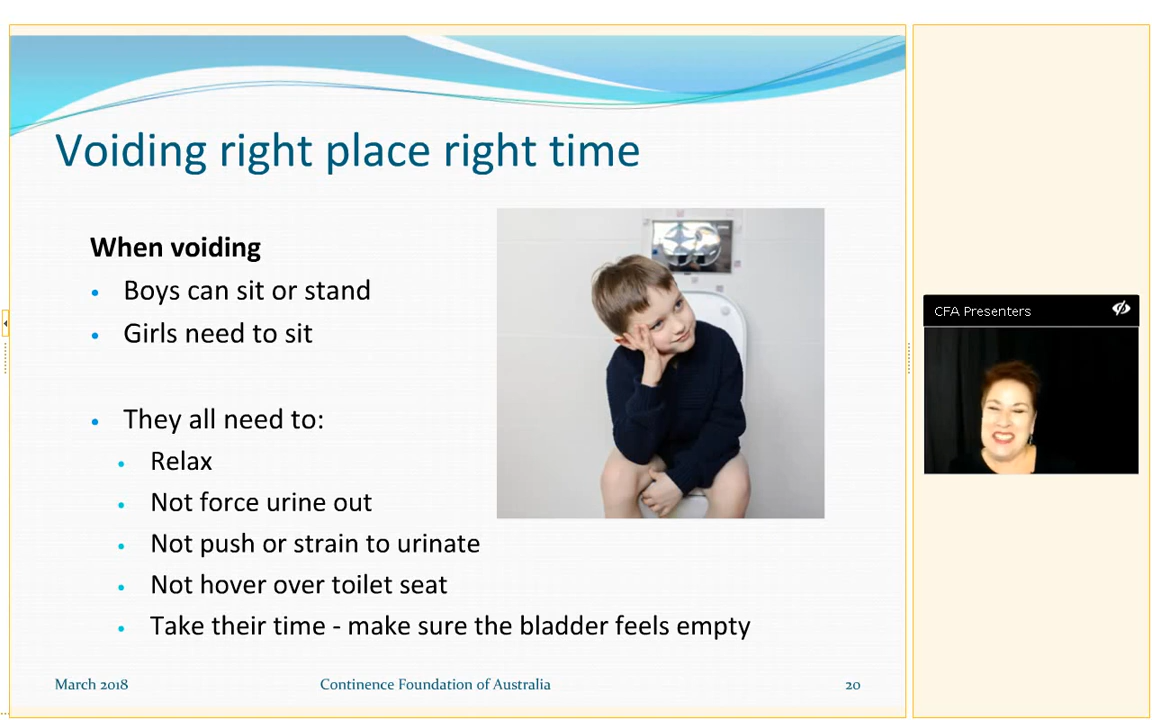 Voiding right place right time
When voiding
• Boys can sit or stand
• Girls need to sit
• They all need to:
• Relax
• Not force urine out
• Not push or strain to urinate
• Not hover over toilet seat
• Take their time - make sure the bladder feels empty
March 2018
Continence Foundation of Australia
20
CFA Presenters